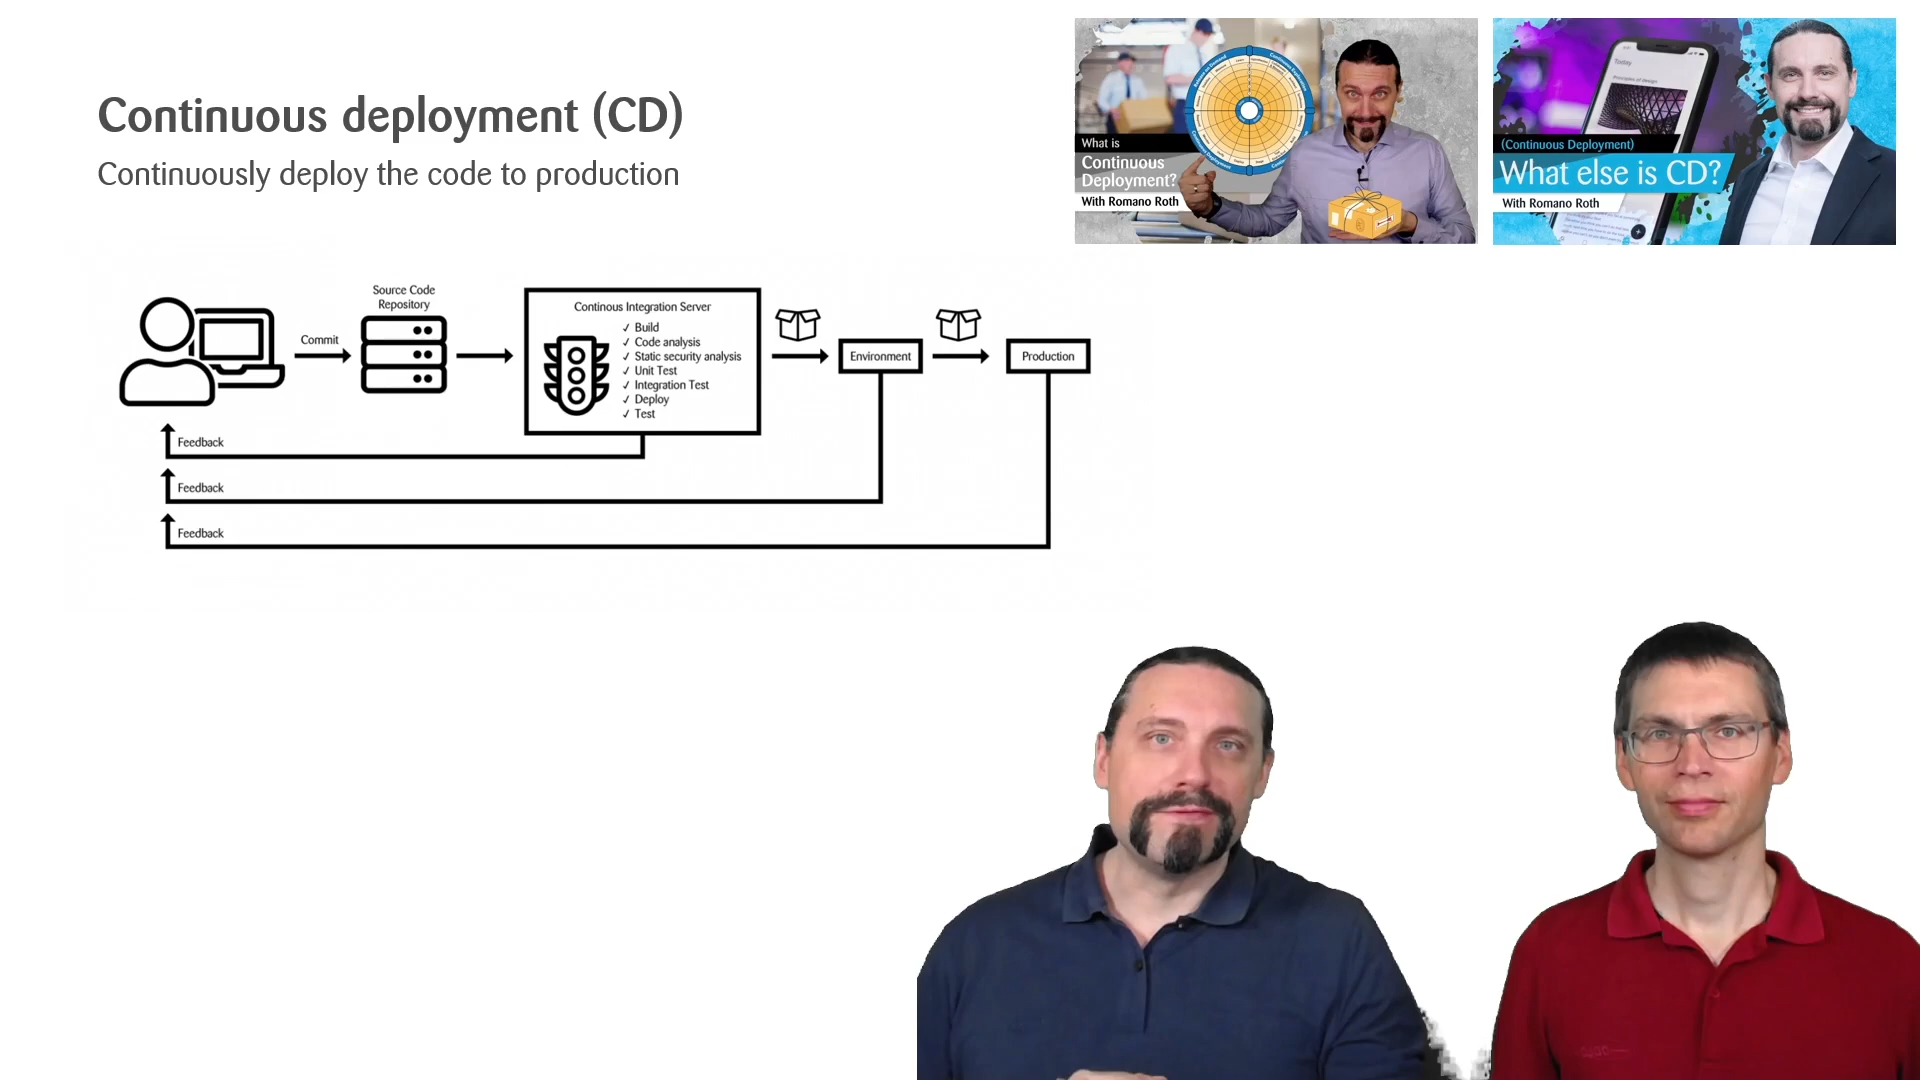 Continuous deployment (CD)
Continuously deploy the code to production
What is
Continuous
Deployment?
With Romano Roth
Today
(Continuous Deployment)
What else is CD?
With Romano Roth
Source Code
Repository
Commit
Continous Integration Server
✓ Build
✓ Code analysis
✓ Static security analysis
✓ Unit Test
✓ Integration Test
✓ Deploy
✓ Test
Environment
Production
Feedback
Feedback
Feedback